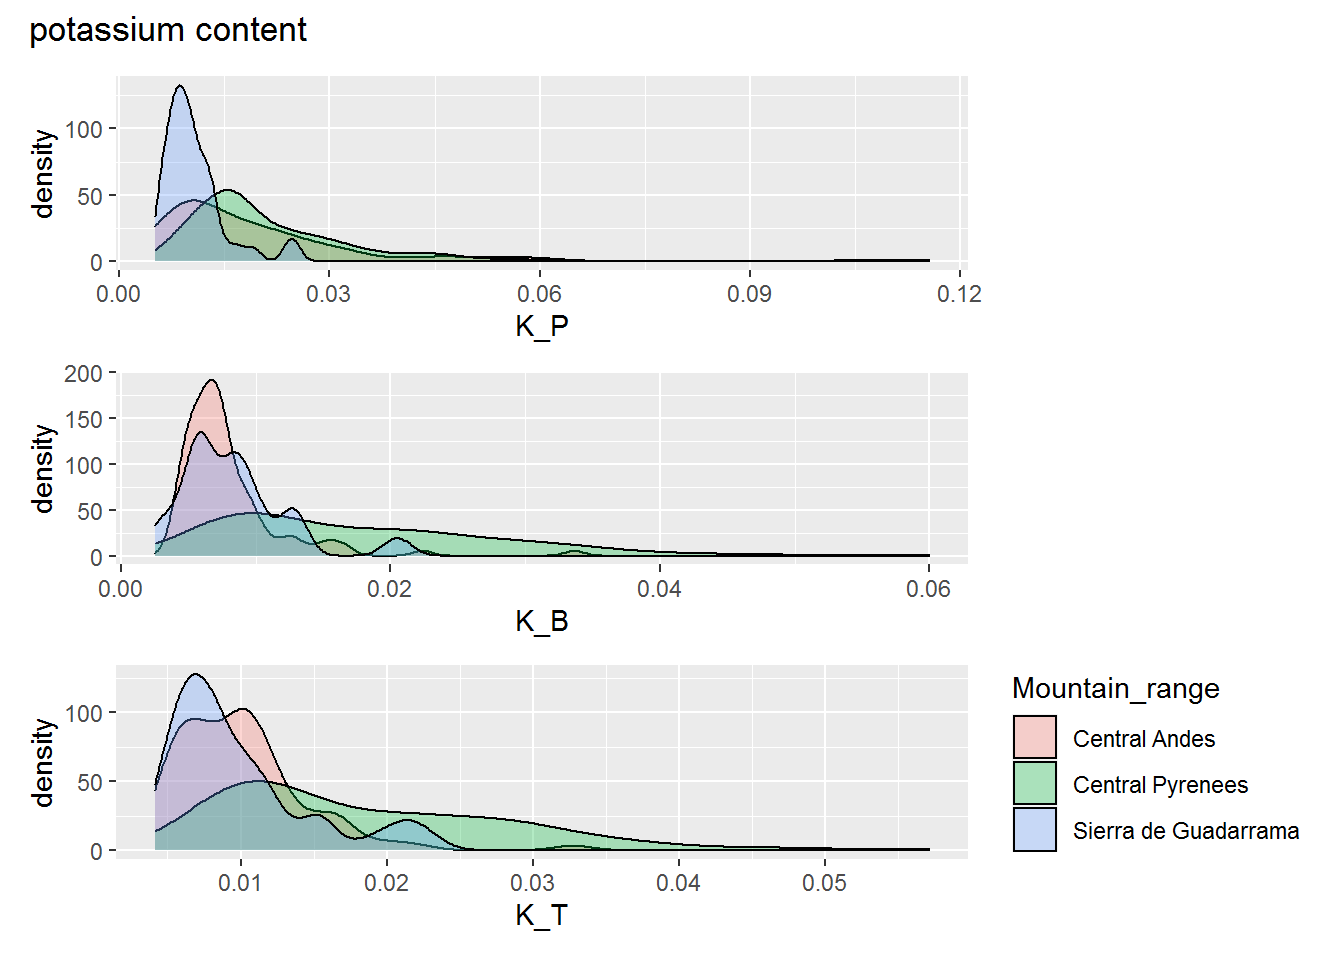 potassium content
density
100
50
0
0.00 0.03 0.06 0.09 0.12
K_P
density
200
150
100
50
0
0.00 0.02 0.04 0.06
K_B
density
100
50
0
0.01 0.02 0.03 0.04 0.05
K_T
Mountain_range
Central Andes
Central Pyrenees
Sierra de Guadarrama